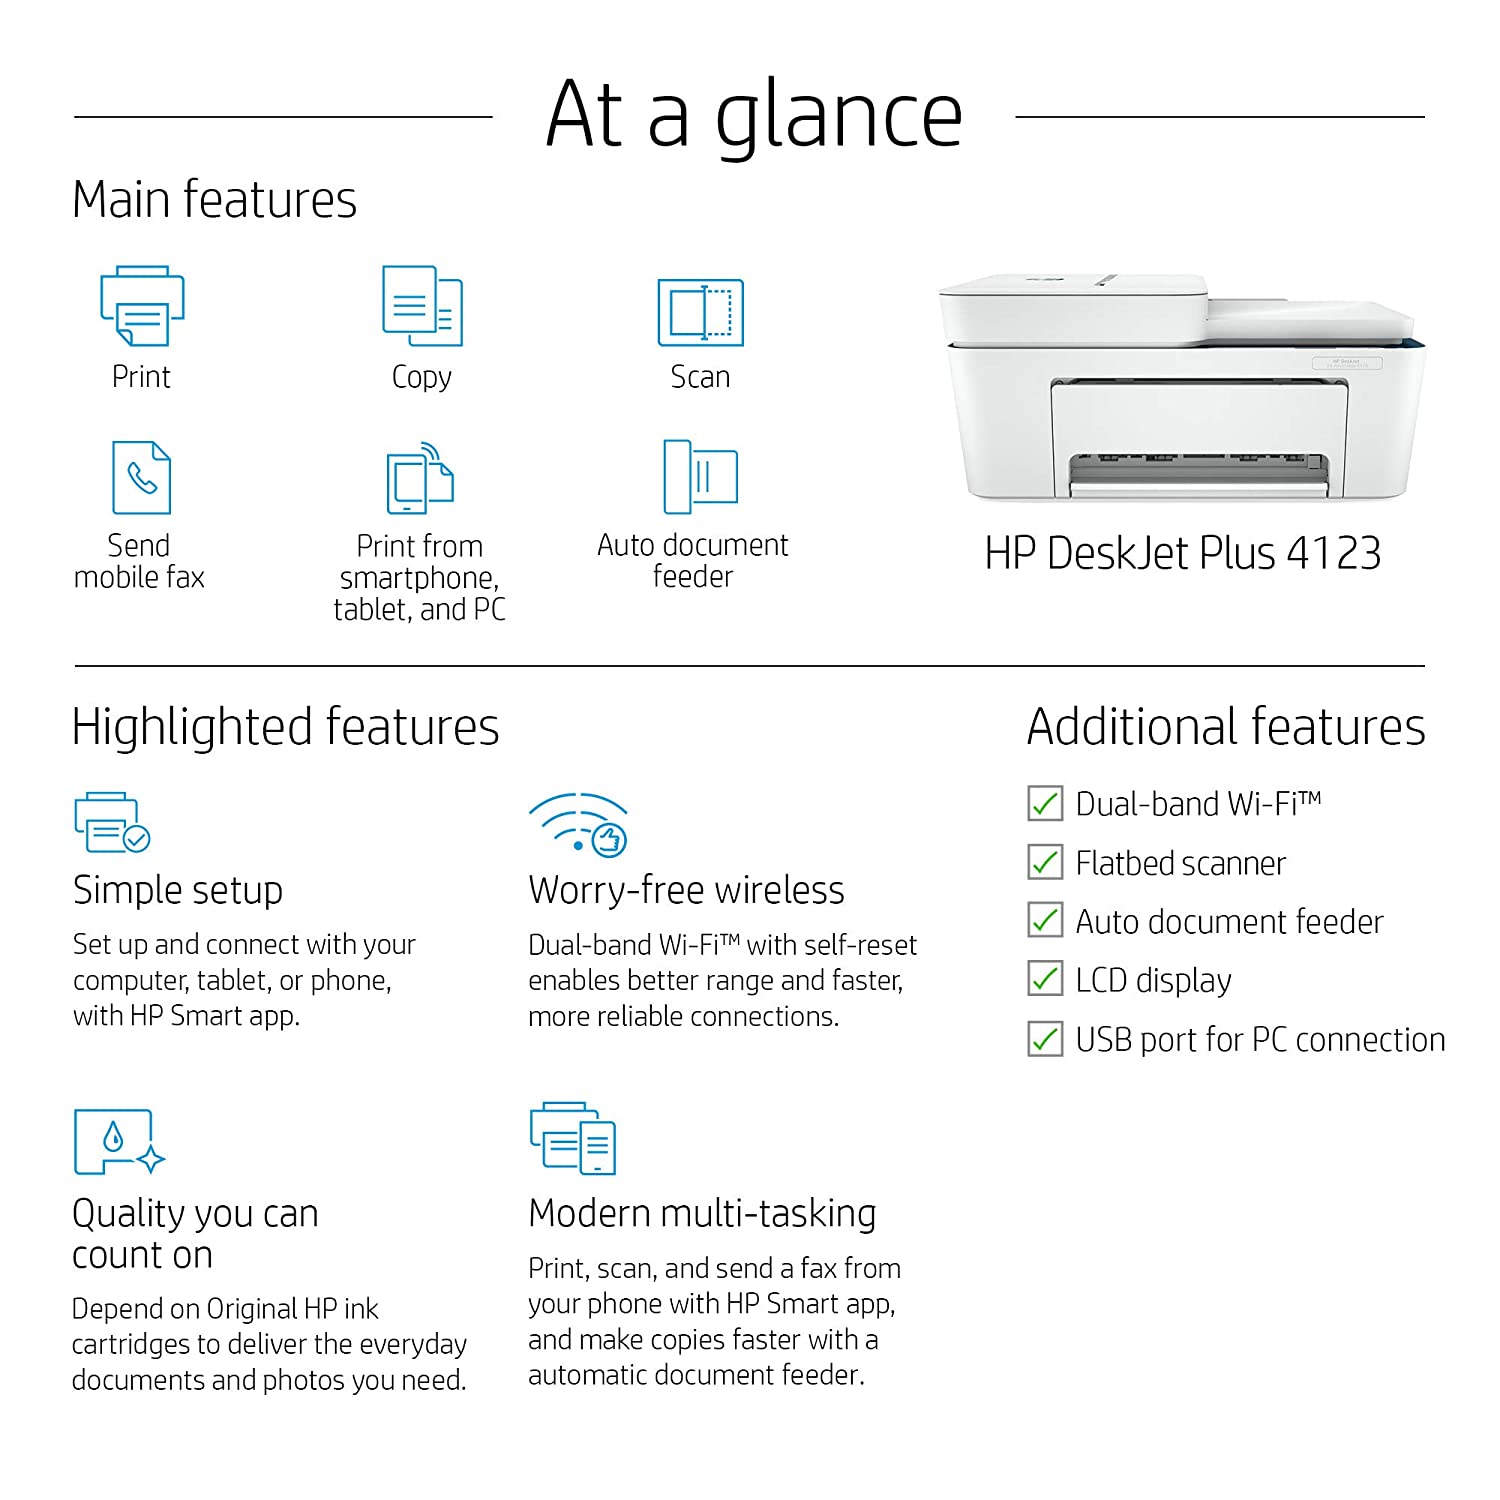 At a glance
Main features
Print
Copy
Scan
Send
mobile fax
Print from
smartphone,
tablet, and PC
Auto document
feeder
HP DeskJet
HP DeskJet Plus 4123
Highlighted features
Simple setup
Set up and connect with your
computer, tablet, or phone,
with HP Smart app.
Worry-free wireless
Dual-band Wi-Fi™ with self-reset
enables better range and faster,
more reliable connections.
Quality you can
count on
Depend on Original HP ink
cartridges to deliver the everyday
documents and photos you need.
Modern multi-tasking
Print, scan, and send a fax from
your phone with HP Smart app,
and make copies faster with a
automatic document feeder.
Additional features
Dual-band Wi-Fi™
Flatbed scanner
Auto document feeder
LCD display
USB port for PC connection